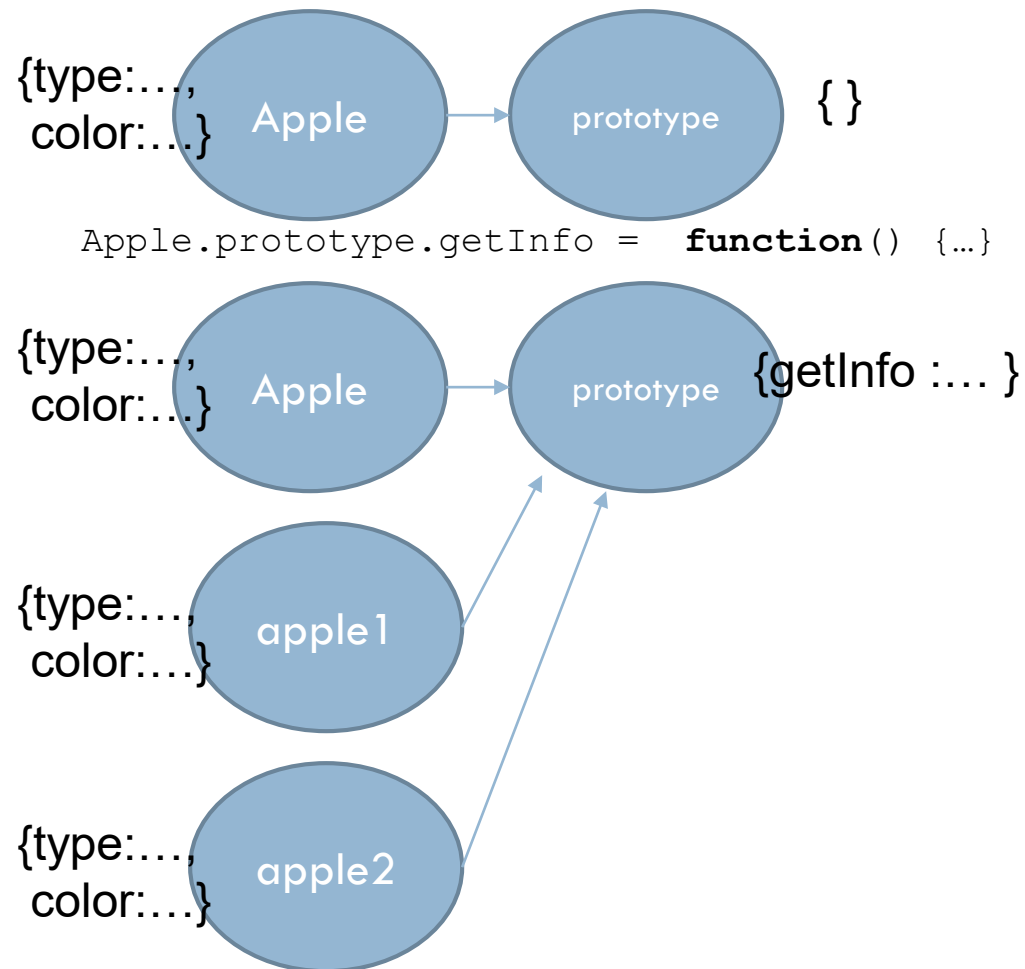 {type:…,
color:…}
Apple
prototype
{ }
Apple.prototype.getInfo = function() {…}
{type:…,
color:…}
Apple
prototype
{getInfo :… }
{type:…,
color:…}
apple1
{type:…,
color:…}
apple2